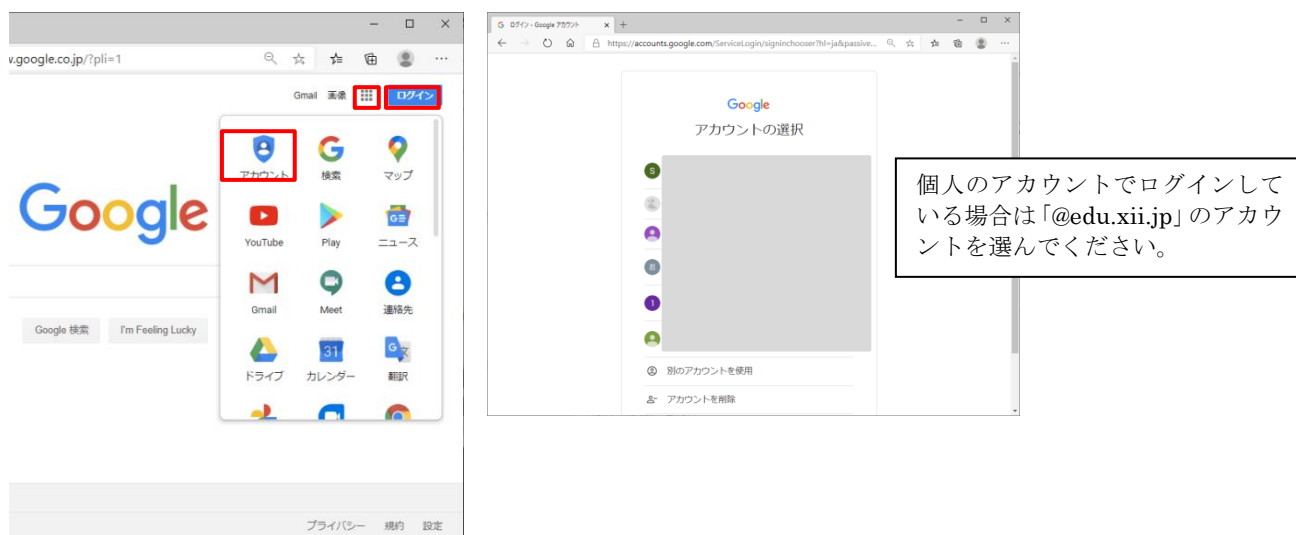 v.google.co.jp/?pli=1
Gmail 画像 ログイン
アカウント 検索 マップ
Google
YouTube Play ニュース
Gmail Meet 連絡先
Google 検索 I'm Feeling Lucky
31
ドライブ カレンダー 翻訳
プライバシー 規約 設定
G ログイン - Google アカウント
https://accounts.google.com/ServiceLogin/signinchooser?hl=ja&passive...
Google
アカウントの選択
S
1
別のアカウントを使用
アカウントを削除
個人のアカウントでログインして
いる場合は「@edu.xii.jp」のアカウ
ントを選んでください。